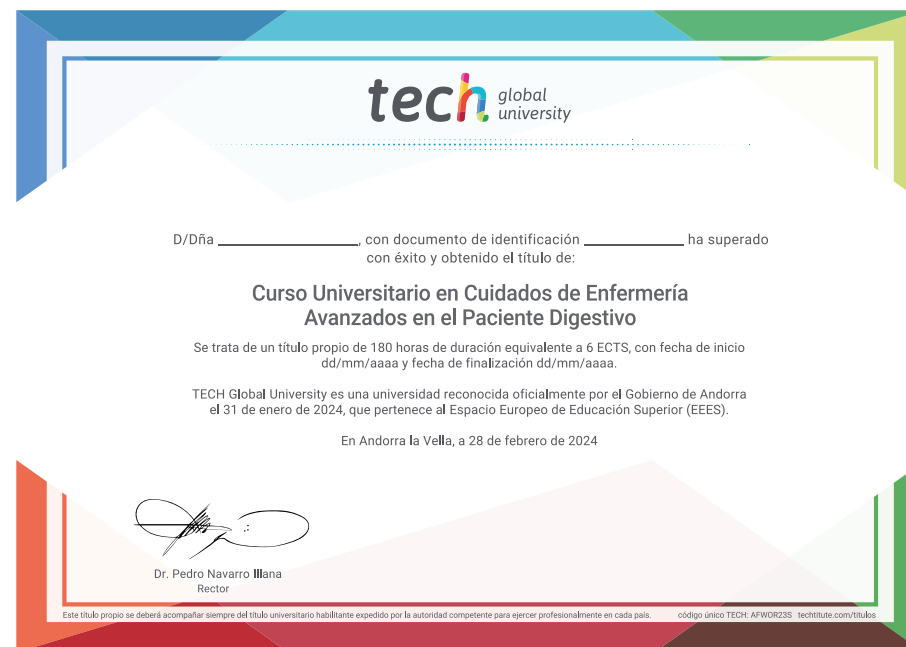 tech global university
D/Dña ____________________, con documento de identificación ______________ ha superado
con éxito y obtenido el título de:
Curso Universitario en Cuidados de Enfermería
Avanzados en el Paciente Digestivo
Se trata de un título propio de 180 horas de duración equivalente a 6 ECTS, con fecha de inicio
dd/mm/aaaa y fecha de finalización dd/mm/aaaa.
TECH Global University es una universidad reconocida oficialmente por el Gobierno de Andorra
el 31 de enero de 2024, que pertenece al Espacio Europeo de Educación Superior (EEES).
En Andorra la Vella, a 28 de febrero de 2024
Dr. Pedro Navarro Illana
Rector
Este título propio se deberá acompañar siempre del título universitario habilitante expedido por la autoridad competente para ejercer profesionalmente en cada país. código único TECH: AFWOR23S techtitute.com/titulos